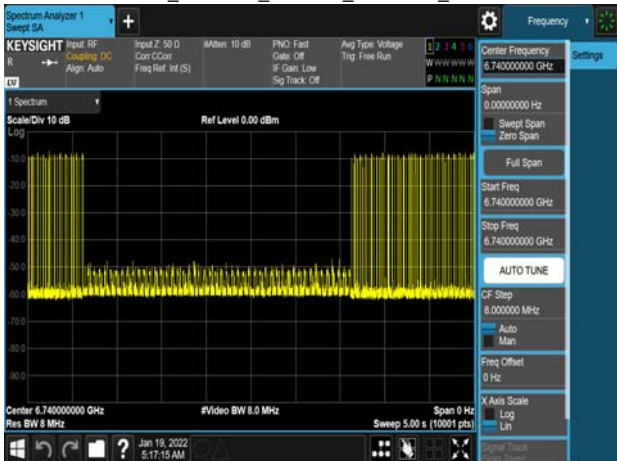 Spectrum Analyzer 1
Swept SA
Frequency
KEYSIGHT
Input: RF
Coupling: DC
Align: Auto
Input Z: 50 Ω
Corr CCorr
Freq Ref: Int (S)
#Atten: 10 dB
PNO: Fast
Gate: Off
IF Gain: Low
Sig Track: Off
Avg Type: Voltage
Trig: Free Run
1 2 3 4 5 6
W W W W W W
P N N N N N
R
LXI
1 Spectrum
Scale/Div 10 dB
Ref Level 0.00 dBm
Log
-10.0
-20.0
-30.0
-40.0
-50.0
-60.0
-70.0
-80.0
-90.0
Center 6.740000000 GHz
#Video BW 8.0 MHz
Span 0 Hz
Res BW 8 MHz
Sweep 5.00 s (10001 pts)
Jan 19, 2022
5:17:15 AM
?
Settings
Center Frequency
6.740000000 GHz
Span
0.00000000 Hz
Swept Span
Zero Span
Full Span
Start Freq
6.740000000 GHz
Stop Freq
6.740000000 GHz
AUTO TUNE
CF Step
8.000000 MHz
Auto
Man
Freq Offset
0 Hz
X Axis Scale
Log
Lin
Signal Track